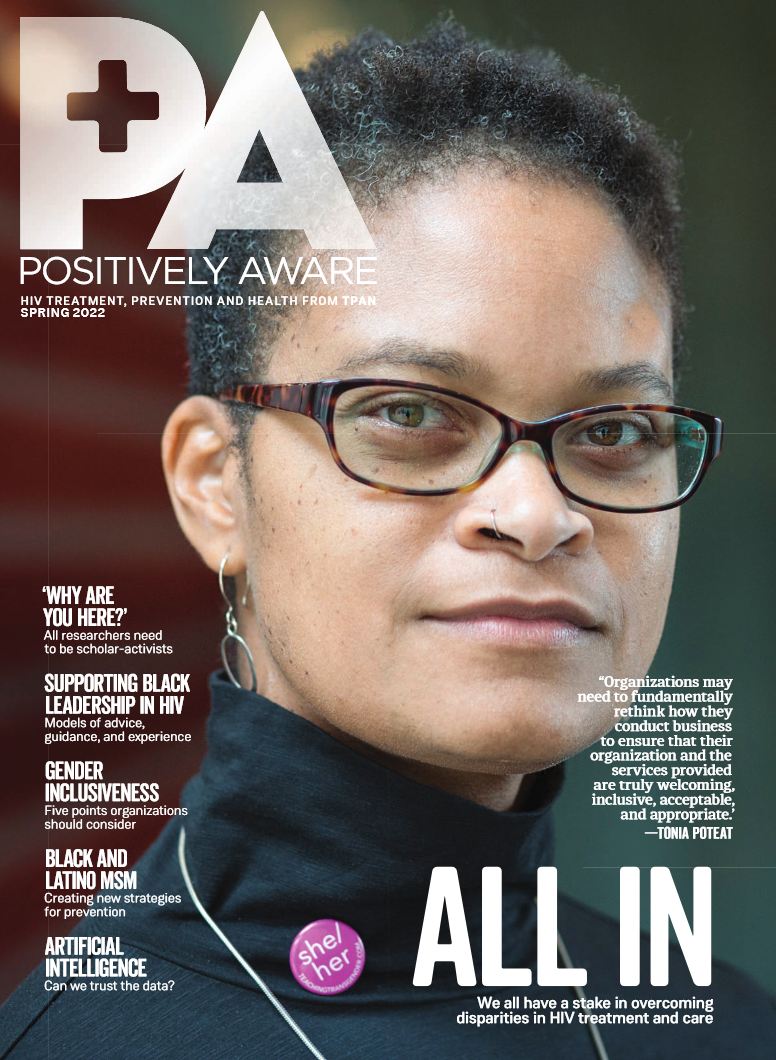 PA
POSITIVELY AWARE
HIV TREATMENT, PREVENTION AND HEALTH FROM TPAN
SPRING 2022
‘WHY ARE
YOU HERE?’
All researchers need
to be scholar-activists
SUPPORTING BLACK
LEADERSHIP IN HIV
Models of advice,
guidance, and experience
GENDER
INCLUSIVENESS
Five points organizations
should consider
BLACK AND
LATINO MSM
Creating new strategies
for prevention
ARTIFICIAL
INTELLIGENCE
Can we trust the data?
“Organizations may
need to fundamentally
rethink how they
conduct business
to ensure that their
organization and the
services provided
are truly welcoming,
inclusive, acceptable,
and appropriate.’
—TONIA POTEAT
she/
her
TEACHINGTRANSGENDER.COM
ALL IN
We all have a stake in overcoming
disparities in HIV treatment and care